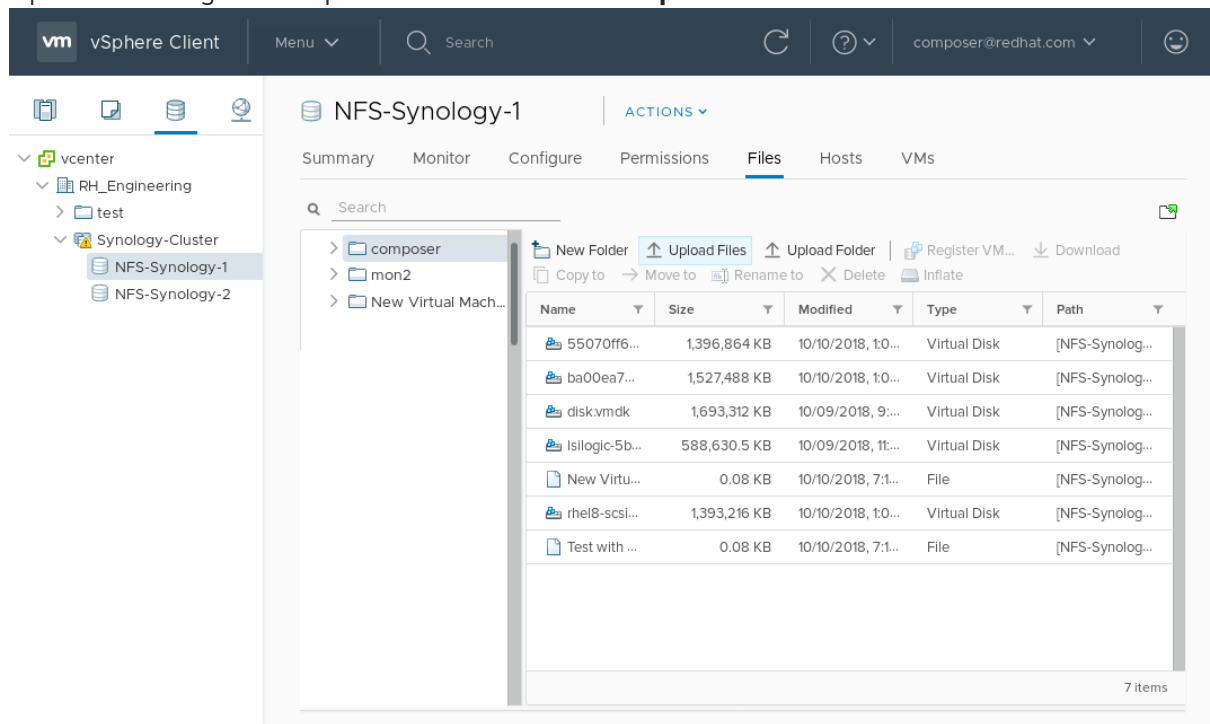 vm vSphere Client Menu Search composer@redhat.com
NFS-Synology-1 ACTIONS
vcenter
RH_Engineering
test
Synology-Cluster
NFS-Synology-1
NFS-Synology-2
Summary Monitor Configure Permissions Files Hosts VMs
Search
composer
mon2
New Virtual Mach...
New Folder Upload Files Upload Folder Register VM... Download
Copy to Move to Rename to Delete Inflate
Name Size Modified Type Path
55070ff6... 1,396,864 KB 10/10/2018, 1:0... Virtual Disk [NFS-Synolog...
ba00ea7... 1,527,488 KB 10/10/2018, 1:0... Virtual Disk [NFS-Synolog...
disk.vmdk 1,693,312 KB 10/09/2018, 9:... Virtual Disk [NFS-Synolog...
lsilogic-5b... 588,630.5 KB 10/09/2018, 11:... Virtual Disk [NFS-Synolog...
New Virtu... 0.08 KB 10/10/2018, 7:1... File [NFS-Synolog...
rhel8-scsi... 1,393,216 KB 10/10/2018, 1:0... Virtual Disk [NFS-Synolog...
Test with ... 0.08 KB 10/10/2018, 7:1... File [NFS-Synolog...
7 items